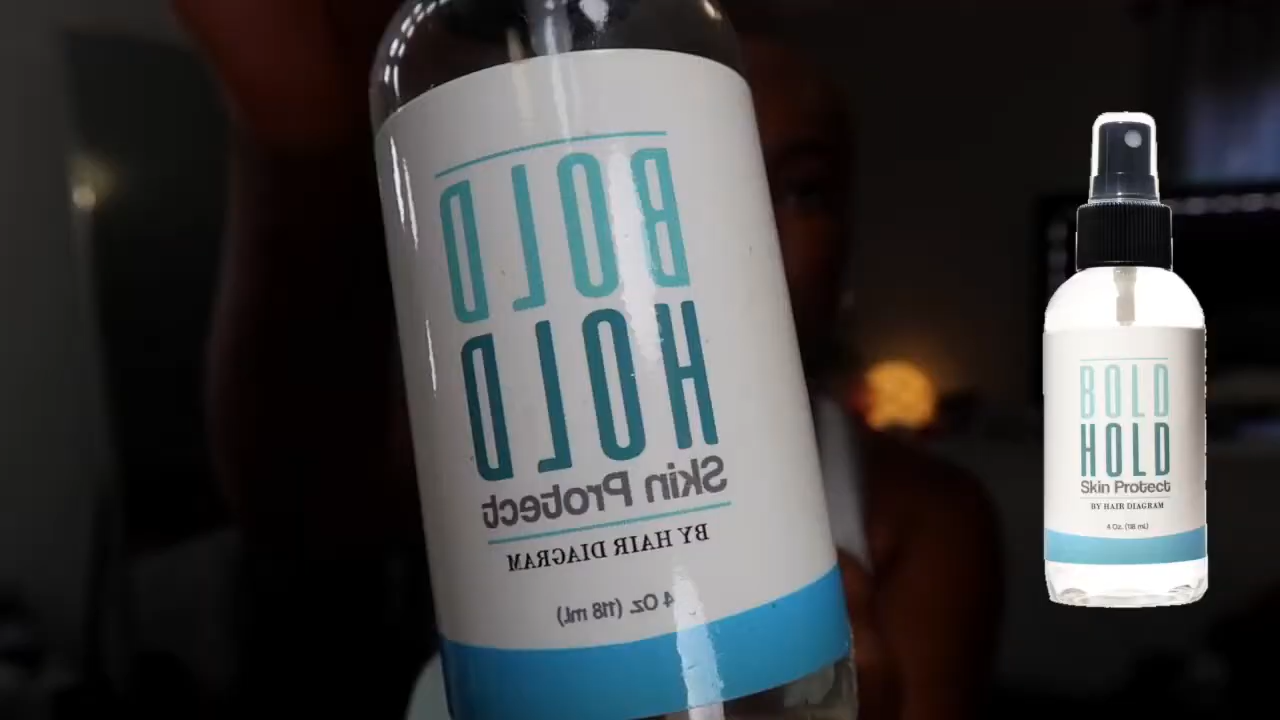 BOLD
HOLD
Skin Protect
BY HAIR DIAGRAM
4 Oz. (118 mL)
BOLD
HOLD
Skin Protect
BY HAIR DIAGRAM
4 Oz. (118 mL)